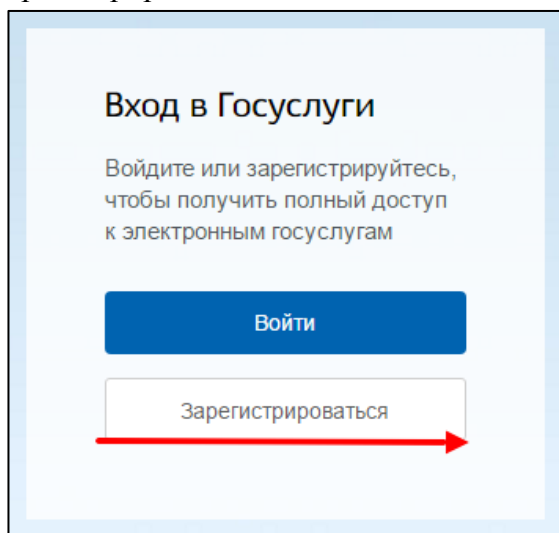 Вход в Госуслуги
Войдите или зарегистрируйтесь,
чтобы получить полный доступ
к электронным госуслугам
Войти
Зарегистрироваться